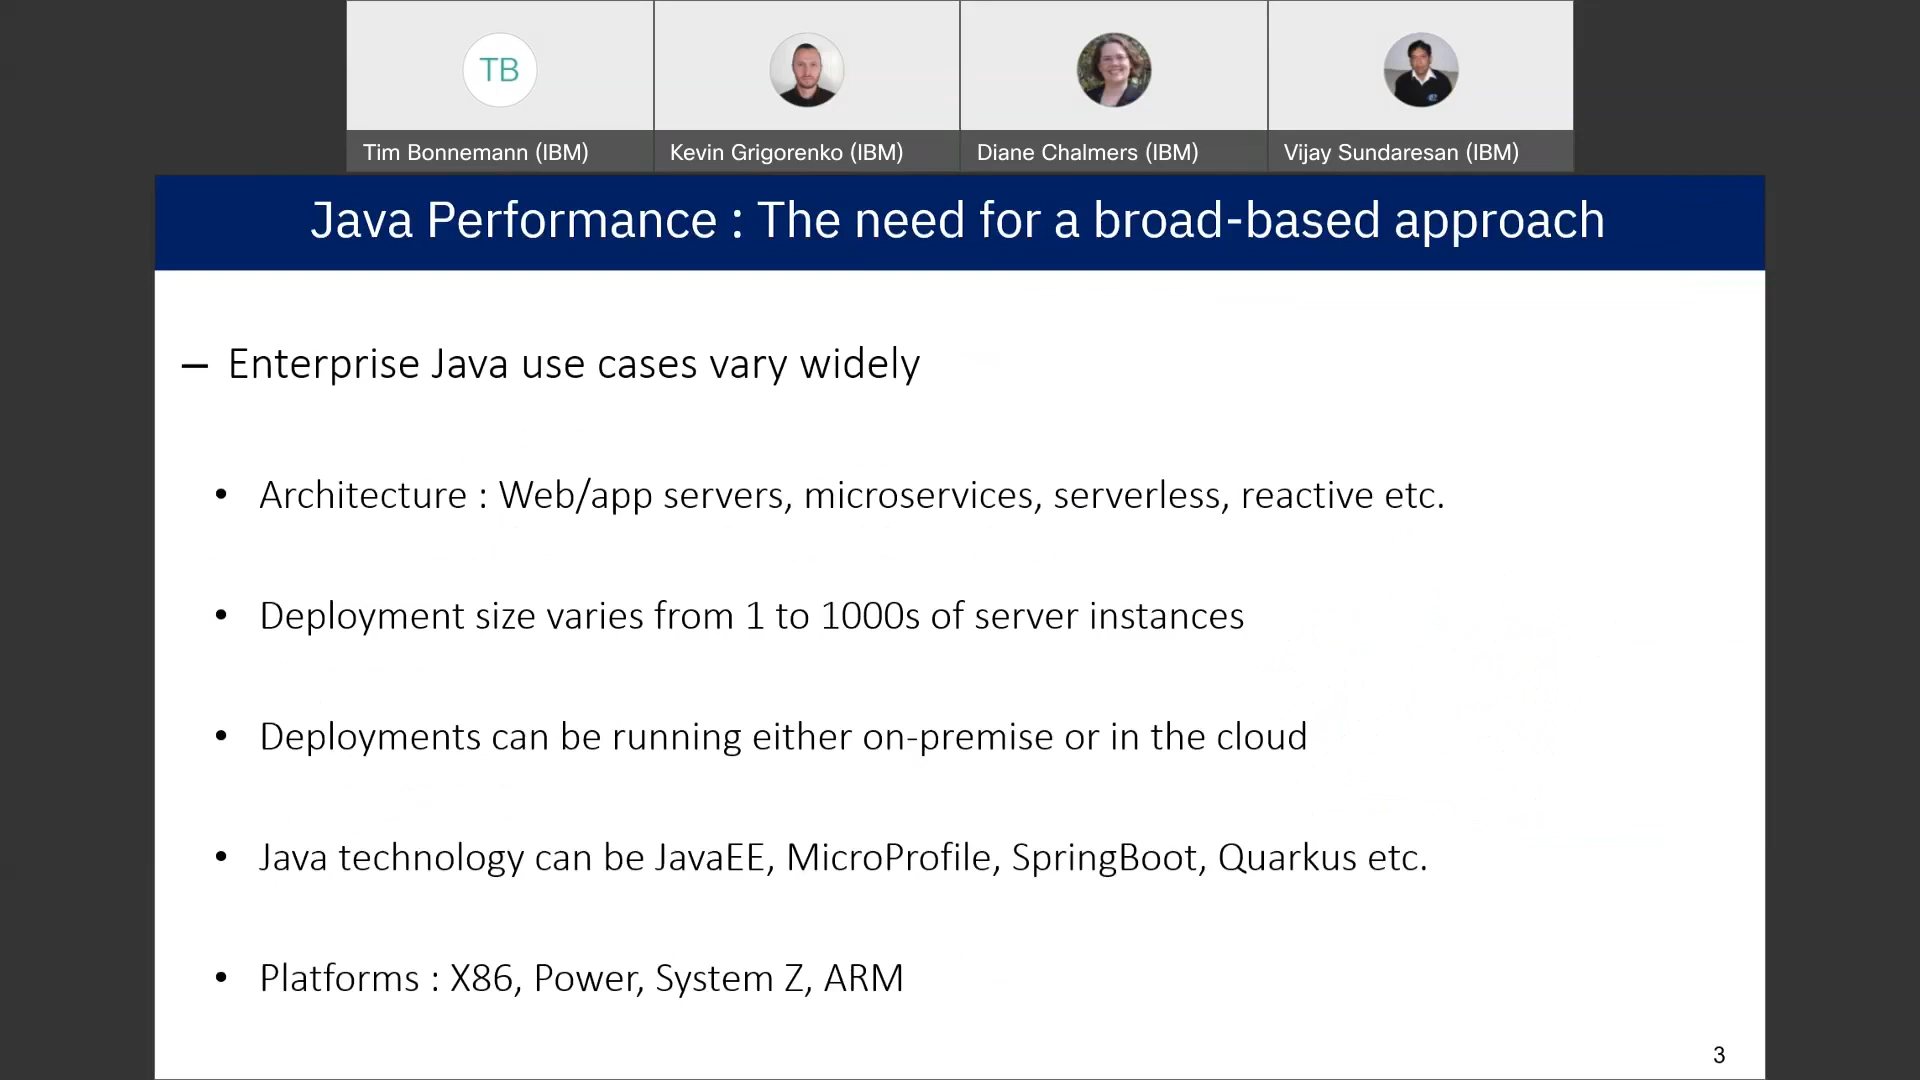 TB
Tim Bonnemann (IBM)
Kevin Grigorenko (IBM)
Diane Chalmers (IBM)
Vijay Sundaresan (IBM)
Java Performance : The need for a broad-based approach
– Enterprise Java use cases vary widely
• Architecture : Web/app servers, microservices, serverless, reactive etc.
• Deployment size varies from 1 to 1000s of server instances
• Deployments can be running either on-premise or in the cloud
• Java technology can be JavaEE, MicroProfile, SpringBoot, Quarkus etc.
• Platforms : X86, Power, System Z, ARM
3